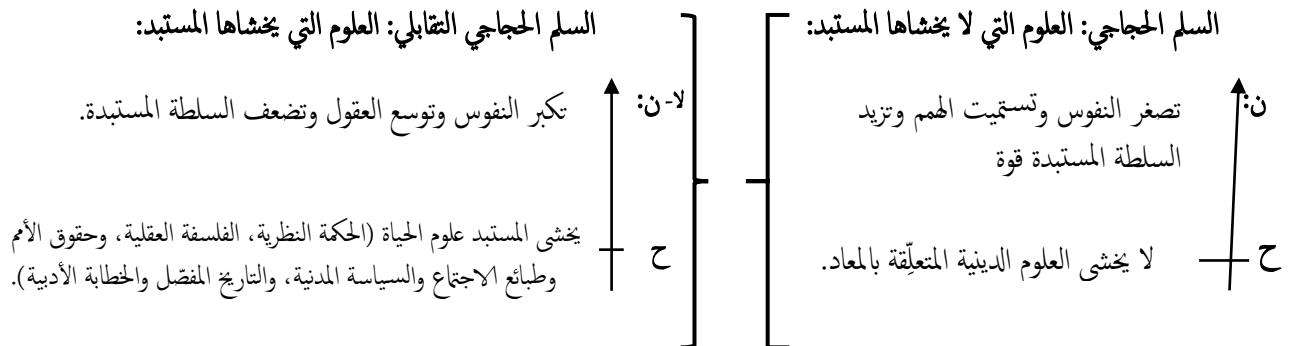 السلم الحجاجي: العلوم التي لا يخشاها المستبد:
ن:
تصغر النفوس وتستميت الهمم وتزيد
السلطة المستبدة قوة
ح
لا يخشى العلوم الدينية المتعلّقة بالمعاد.
السلم الحجاجي التقابلي: العلوم التي يخشاها المستبد:
لا-ن:
تكبر النفوس وتوسع العقول وتضعف السلطة المستبدة.
ح
يخشى المستبد علوم الحياة (الحكمة النظرية، الفلسفة العقلية، وحقوق الأمم
وطبائع الاجتماع والسياسة المدنية، والتاريخ المفصّل والخطابة الأدبية).